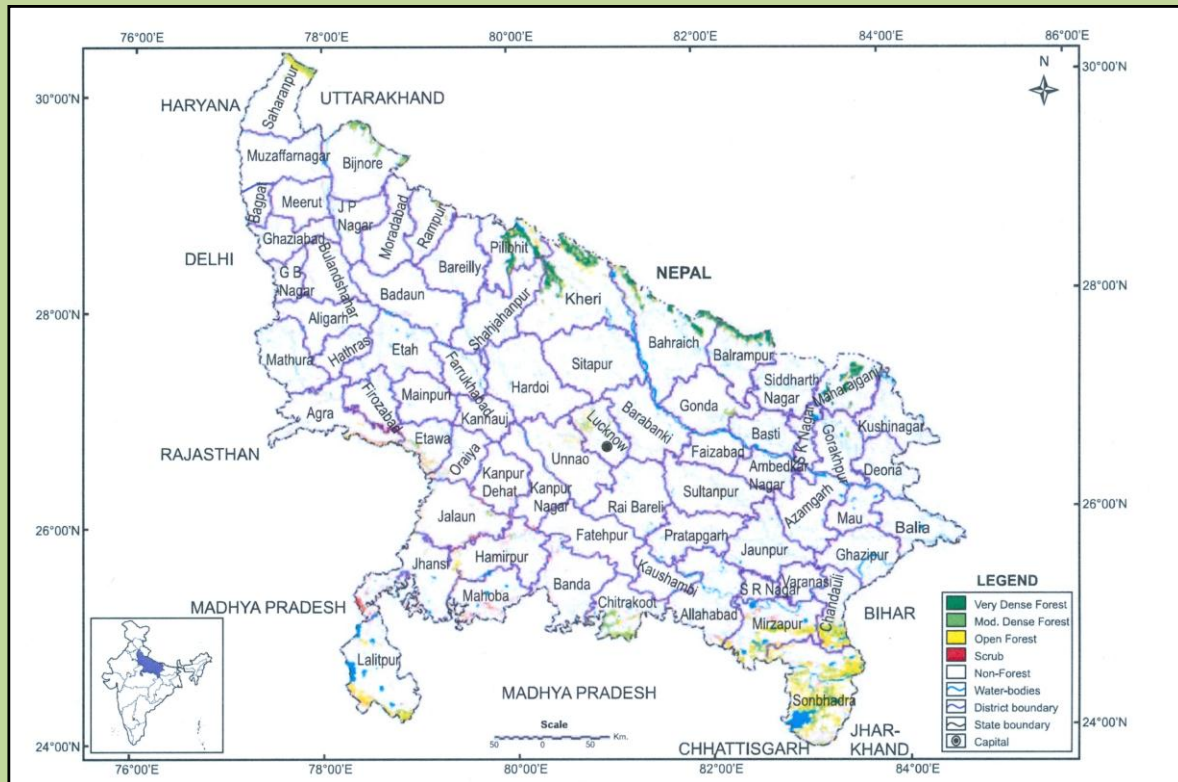 76°00'E 78°00'E 80°00'E 82°00'E 84°00'E 86°00'E
30°00'N
N
30°00'N
HARYANA
UTTARAKHAND
Saharanpur
Muzaffarnagar
Bijnore
Bagpat
Meerut
J P
Nagar
Moradabad
Rampur
Ghaziabad
DELHI
G B
Nagar
Bulandshahar
Bareilly
Pilibhit
NEPAL
28°00'N
28°00'N
Badaun
Shahjahanpur
Kheri
Aligarh
Bahraich
Balrampur
Mathura
Hathras
Etah
Farrukhabad
Hardoi
Sitapur
Siddharth
Nagar
Maharajganj
Agra
Firozabad
Mainpuri
Kannauj
Lucknow
Barabanki
Gonda
Basti
S K Nagar
Gorakhpur
Kushinagar
RAJASTHAN
Etawa
Oraiya
Unnao
Faizabad
Ambedkar
Nagar
Deoria
Kanpur
Dehat
Kanpur
Nagar
Rai Bareli
Sultanpur
Azamgarh
26°00'N
26°00'N
Jalaun
Mau
Balia
Fatehpur
Pratapgarh
Jaunpur
Ghazipur
Jhansi
Hamirpur
Banda
Kaushambi
S R Nagar
Varanasi
Chandauli
Mahoba
Chitrakoot
Allahabad
Mirzapur
BIHAR
MADHYA PRADESH
Lalitpur
MADHYA PRADESH
Sonbhadra
Scale
50 0 50 Km.
CHHATTISGARH
JHAR-
KHAND
24°00'N
24°00'N
LEGEND
Very Dense Forest
Mod. Dense Forest
Open Forest
Scrub
Non-Forest
Water-bodies
District boundary
State boundary
Capital
76°00'E 78°00'E 80°00'E 82°00'E 84°00'E